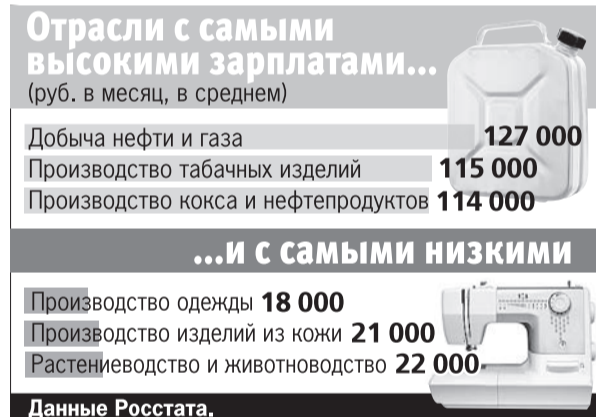 Отрасли с самыми
высокими зарплатами...
(руб. в месяц, в среднем)
Добыча нефти и газа 127 000
Производство табачных изделий 115 000
Производство кокса и нефтепродуктов 114 000
...и с самыми низкими
Производство одежды 18 000
Производство изделий из кожи 21 000
Растениеводство и животноводство 22 000
Данные Росстата.